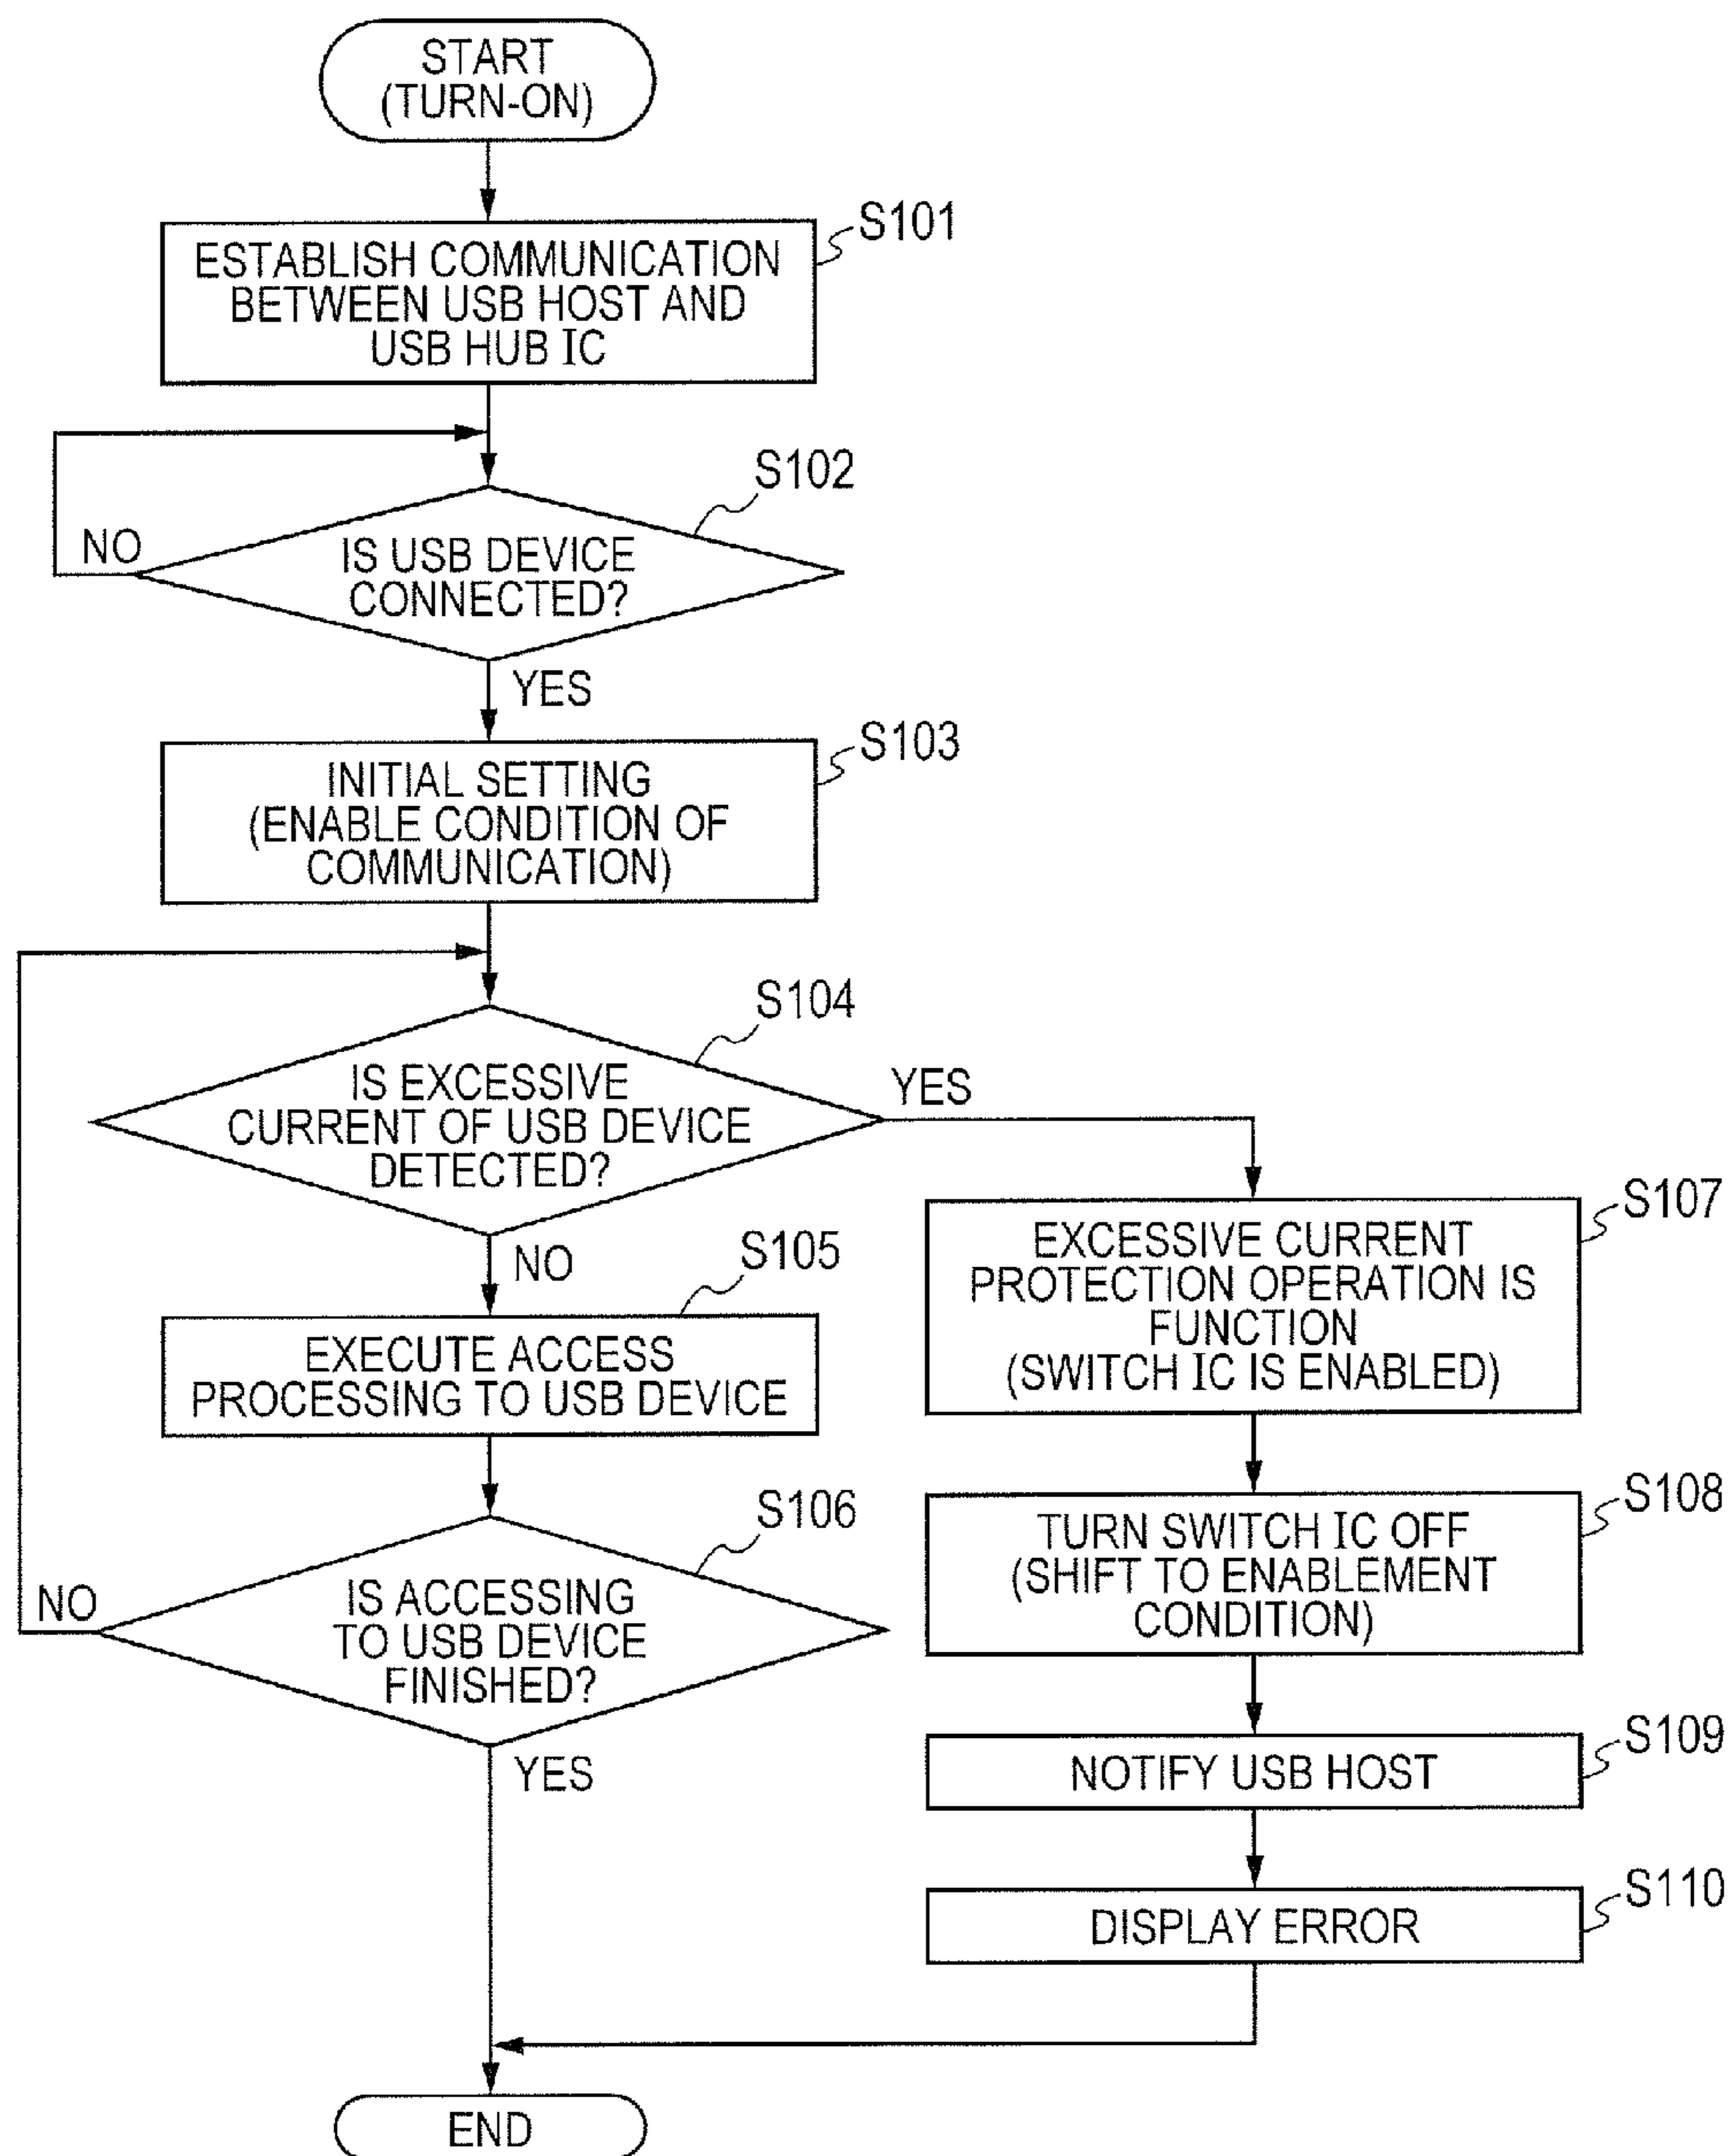 START
(TURN-ON)
S101
ESTABLISH COMMUNICATION
BETWEEN USB HOST AND
USB HUB IC
S102
NO
IS USB DEVICE
CONNECTED?
YES
S103
INITIAL SETTING
(ENABLE CONDITION OF
COMMUNICATION)
S104
IS EXCESSIVE
CURRENT OF USB DEVICE
DETECTED?
YES
NO
S105
EXECUTE ACCESS
PROCESSING TO USB DEVICE
S106
NO
IS ACCESSING
TO USB DEVICE
FINISHED?
YES
S107
EXCESSIVE CURRENT
PROTECTION OPERATION IS
FUNCTION
(SWITCH IC IS ENABLED)
S108
TURN SWITCH IC OFF
(SHIFT TO ENABLEMENT
CONDITION)
S109
NOTIFY USB HOST
S110
DISPLAY ERROR
END